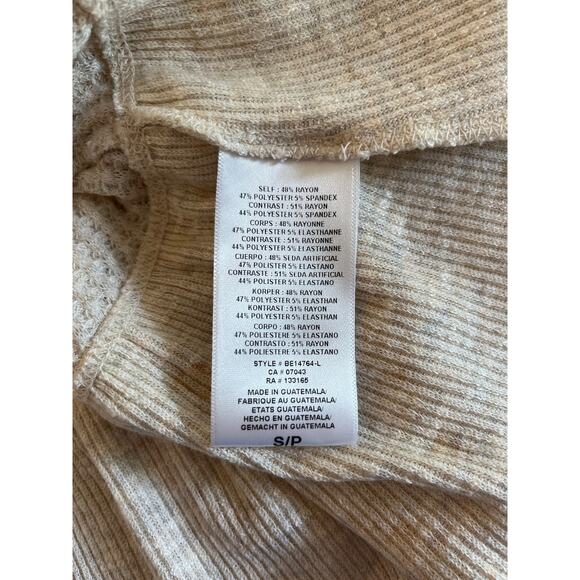 SELF : 48% RAYON
47% POLYESTER 5% SPANDEX
CONTRAST : 51% RAYON
44% POLYESTER 5% SPANDEX
CORPS : 48% RAYONNE
47% POLYESTER 5% ELASTHANNE
CONTRASTE : 51% RAYONNE
44% POLYESTER 5% ELASTHANNE
CUERPO : 48% SEDA ARTIFICIAL
47% POLISTER 5% ELASTANO
CONTRASTE : 51% SEDA ARTIFICIAL
44% POLISTER 5% ELASTANO
KORPER : 48% RAYON
47% POLYESTER 5% ELASTHAN
KONTRAST : 51% RAYON
44% POLYESTER 5% ELASTHAN
CORPO : 48% RAYON
47% POLIESTERE 5% ELASTANO
CONTRASTO : 51% RAYON
44% POLIESTERE 5% ELASTANO
STYLE # BE14764-L
CA # 07043
RA # 133165
MADE IN GUATEMALA/
FABRIQUE AU GUATEMALA/
ETATS GUATEMALA/
HECHO EN GUATEMALA/
GEMACHT IN GUATEMALA
S/P